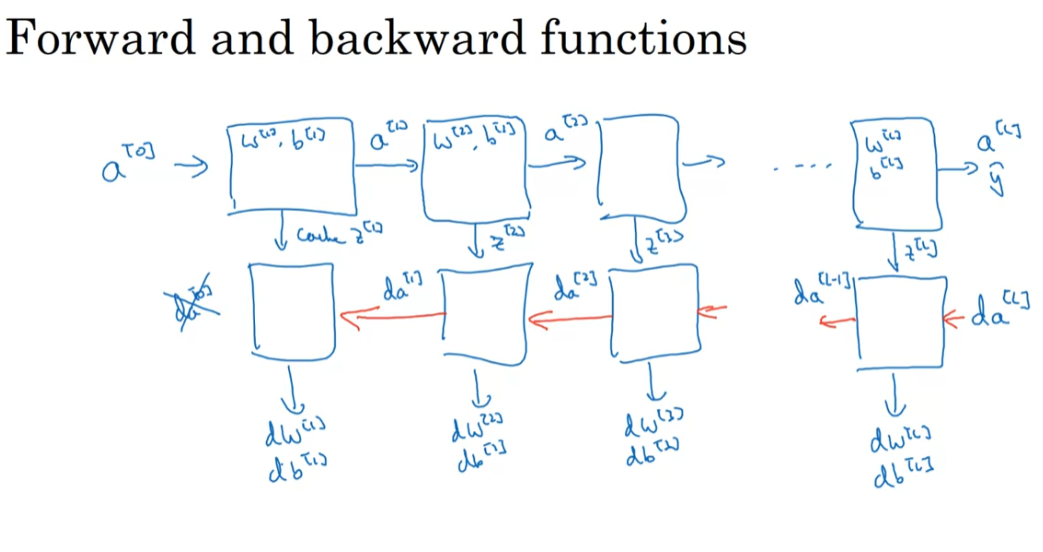 Forward and backward functions
a[0] → w[1], b[1] a[1] → w[2], b[2] a[2] → → .... w[L] b[L] → a[L] ŷ
cache z[1] z[2] z[3] z[L]
da[0] da[1] da[2] da[L-1] da[L]
dw[1] dw[2] dw[3] dw[L]
db[1] db[2] db[3] db[L]